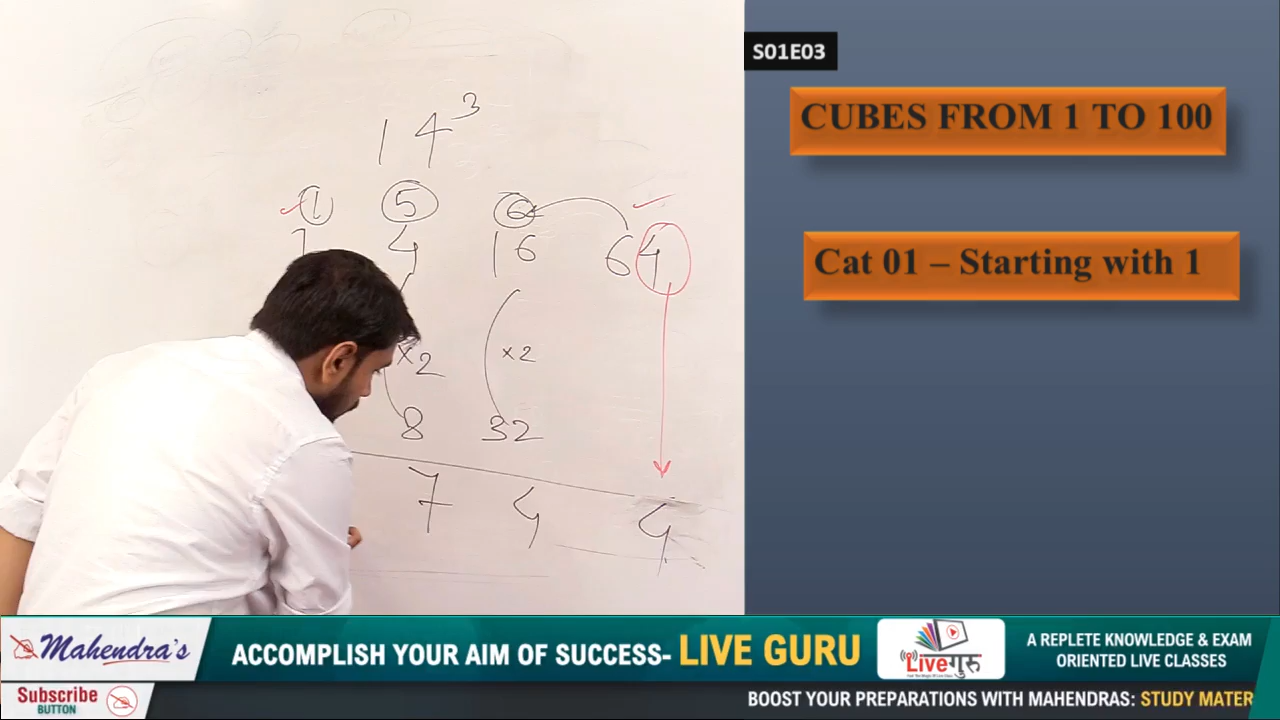 S01E03
CUBES FROM 1 TO 100
Cat 01 – Starting with 1
14³
1 5 6
1 4 16 64
×2 ×2
8 32
7 4 4
Mahendra's
ACCOMPLISH YOUR AIM OF SUCCESS- LIVE GURU
Liveगुरु
A REPLETE KNOWLEDGE & EXAM
ORIENTED LIVE CLASSES
Subscribe
BUTTON
BOOST YOUR PREPARATIONS WITH MAHENDRAS: STUDY MATER